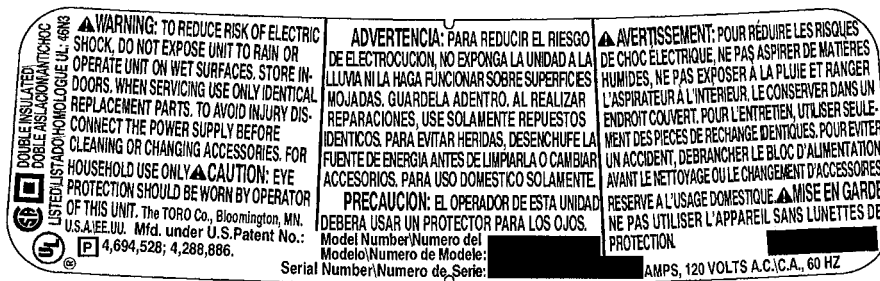 DOUBLE INSULATED\
DOBLE AISLACION\ANTICHOC
LISTED\LISTADO\HOMOLOGUE UL: 46N3
WARNING: TO REDUCE RISK OF ELECTRIC
SHOCK, DO NOT EXPOSE UNIT TO RAIN OR
OPERATE UNIT ON WET SURFACES. STORE IN-
DOORS. WHEN SERVICING USE ONLY IDENTICAL
REPLACEMENT PARTS. TO AVOID INJURY DIS-
CONNECT THE POWER SUPPLY BEFORE
CLEANING OR CHANGING ACCESSORIES. FOR
HOUSEHOLD USE ONLY CAUTION: EYE
PROTECTION SHOULD BE WORN BY OPERATOR
OF THIS UNIT. The TORO Co., Bloomington, MN.
U.S.A\EE.UU. Mfd. under U.S.Patent No.:
P 4,694,528; 4,288,886.
SA
UL
®
ADVERTENCIA: PARA REDUCIR EL RIESGO
DE ELECTROCUCION, NO EXPONGA LA UNIDAD A LA
LLUVIA NI LA HAGA FUNCIONAR SOBRE SUPERFICIES
MOJADAS. GUARDELA ADENTRO. AL REALIZAR
REPARACIONES, USE SOLAMENTE REPUESTOS
IDENTICOS. PARA EVITAR HERIDAS, DESENCHUFE LA
FUENTE DE ENERGIA ANTES DE LIMPIARLA O CAMBIAR
ACCESORIOS. PARA USO DOMESTICO SOLAMENTE.
PRECAUCION: EL OPERADOR DE ESTA UNIDAD
DEBERA USAR UN PROTECTOR PARA LOS OJOS.
Model Number\Numero del
Modelo\Numero de Modele:
Serial Number\Numero de Serie:
AVERTISSEMENT: POUR RÉDUIRE LES RISQUES
DE CHOC ÉLECTRIQUE, NE PAS ASPIRER DE MATIÈRES
HUMIDES, NE PAS EXPOSER À LA PLUIE ET RANGER
L'ASPIRATEUR À L'INTERIEUR. LE CONSERVER DANS UN
ENDROIT COUVERT. POUR L'ENTRETIEN, UTILISER SEULE-
MENT DES PIECES DE RECHANGE IDENTIQUES. POUR EVITER
UN ACCIDENT, DEBRANCHER LE BLOC D'ALIMENTATION
AVANT LE NETTOYAGE OU LE CHANGEMENT D'ACCESSOIRES
RESERVE A L'USAGE DOMESTIQUE. MISE EN GARDE
NE PAS UTILISER L'APPAREIL SANS LUNETTES DE
PROTECTION.
AMPS, 120 VOLTS A.C.\C.A., 60 HZ